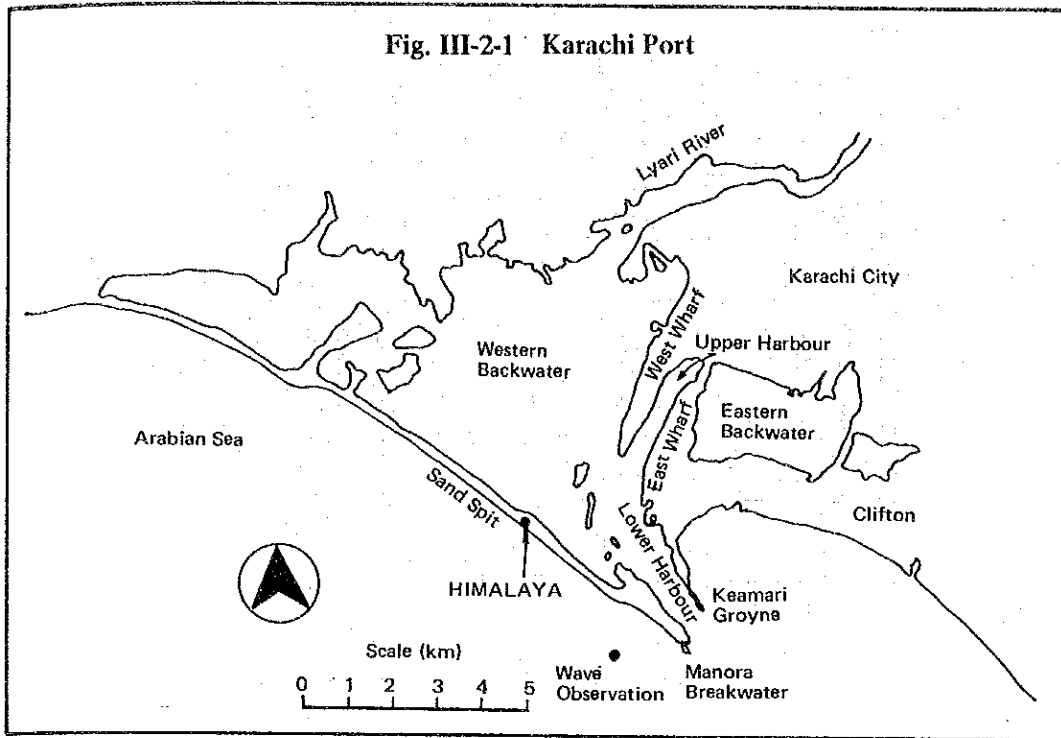 Fig. III-2-1 Karachi Port
Lyari River
Karachi City
West Wharf
Upper Harbour
Western
Backwater
East Wharf
Eastern
Backwater
Arabian Sea
Sand Spit
Lower Harbour
Clifton
HIMALAYA
Keamari
Groyne
Scale (km)
0 1 2 3 4 5
Wave
Observation
Manora
Breakwater